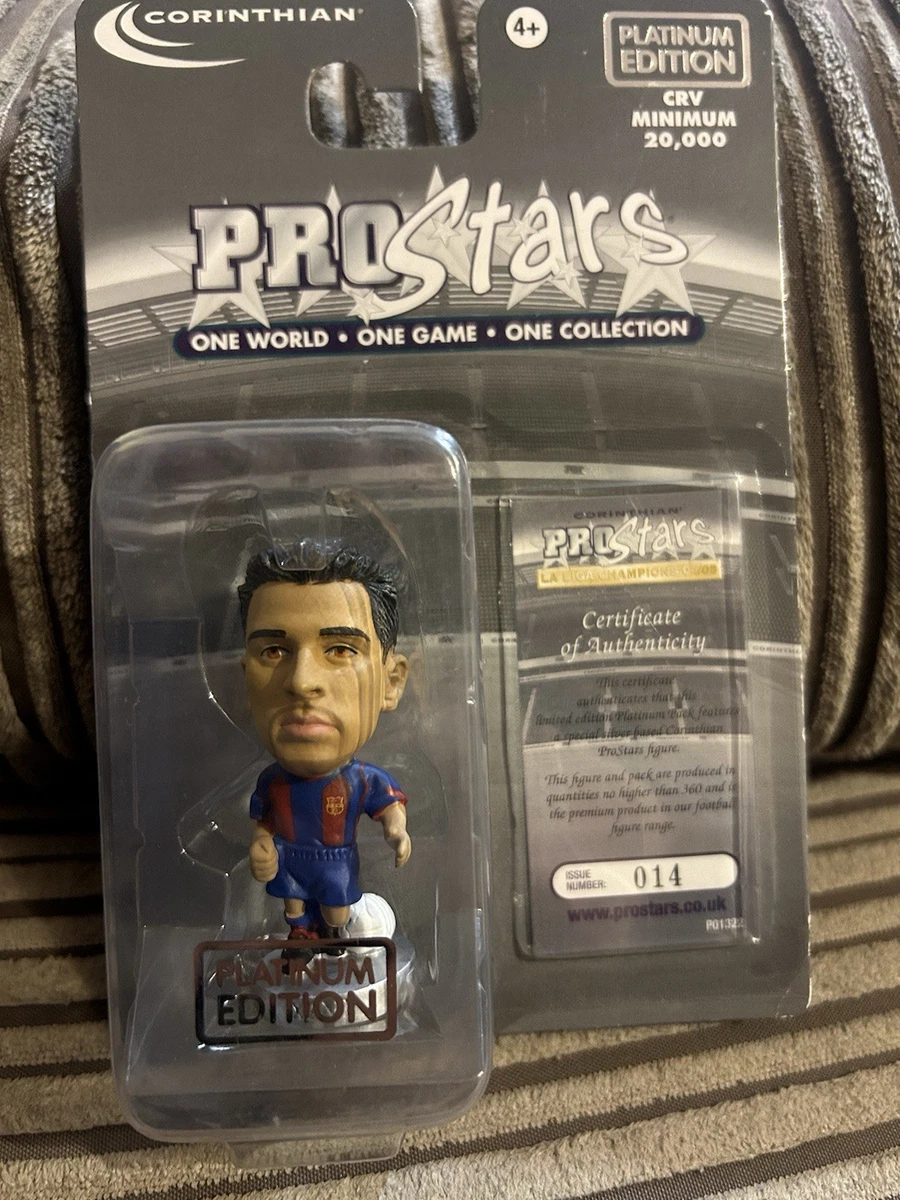 CORINTHIAN
4+
PLATINUM
EDITION
CRV
MINIMUM
20,000
PROStars
ONE WORLD • ONE GAME • ONE COLLECTION
CORINTHIAN
PROStars
LA LIGA CHAMPIONS
Certificate
of Authenticity
This certificate
authenticates that this
limited edition Platinum Pack features
a special silver based Corinthian
ProStars figure.
This figure and pack are produced in
quantities no higher than 360 and is
the premium product in our football
figure range.
ISSUE
NUMBER: 014
www.prostars.co.uk
PLATINUM
EDITION